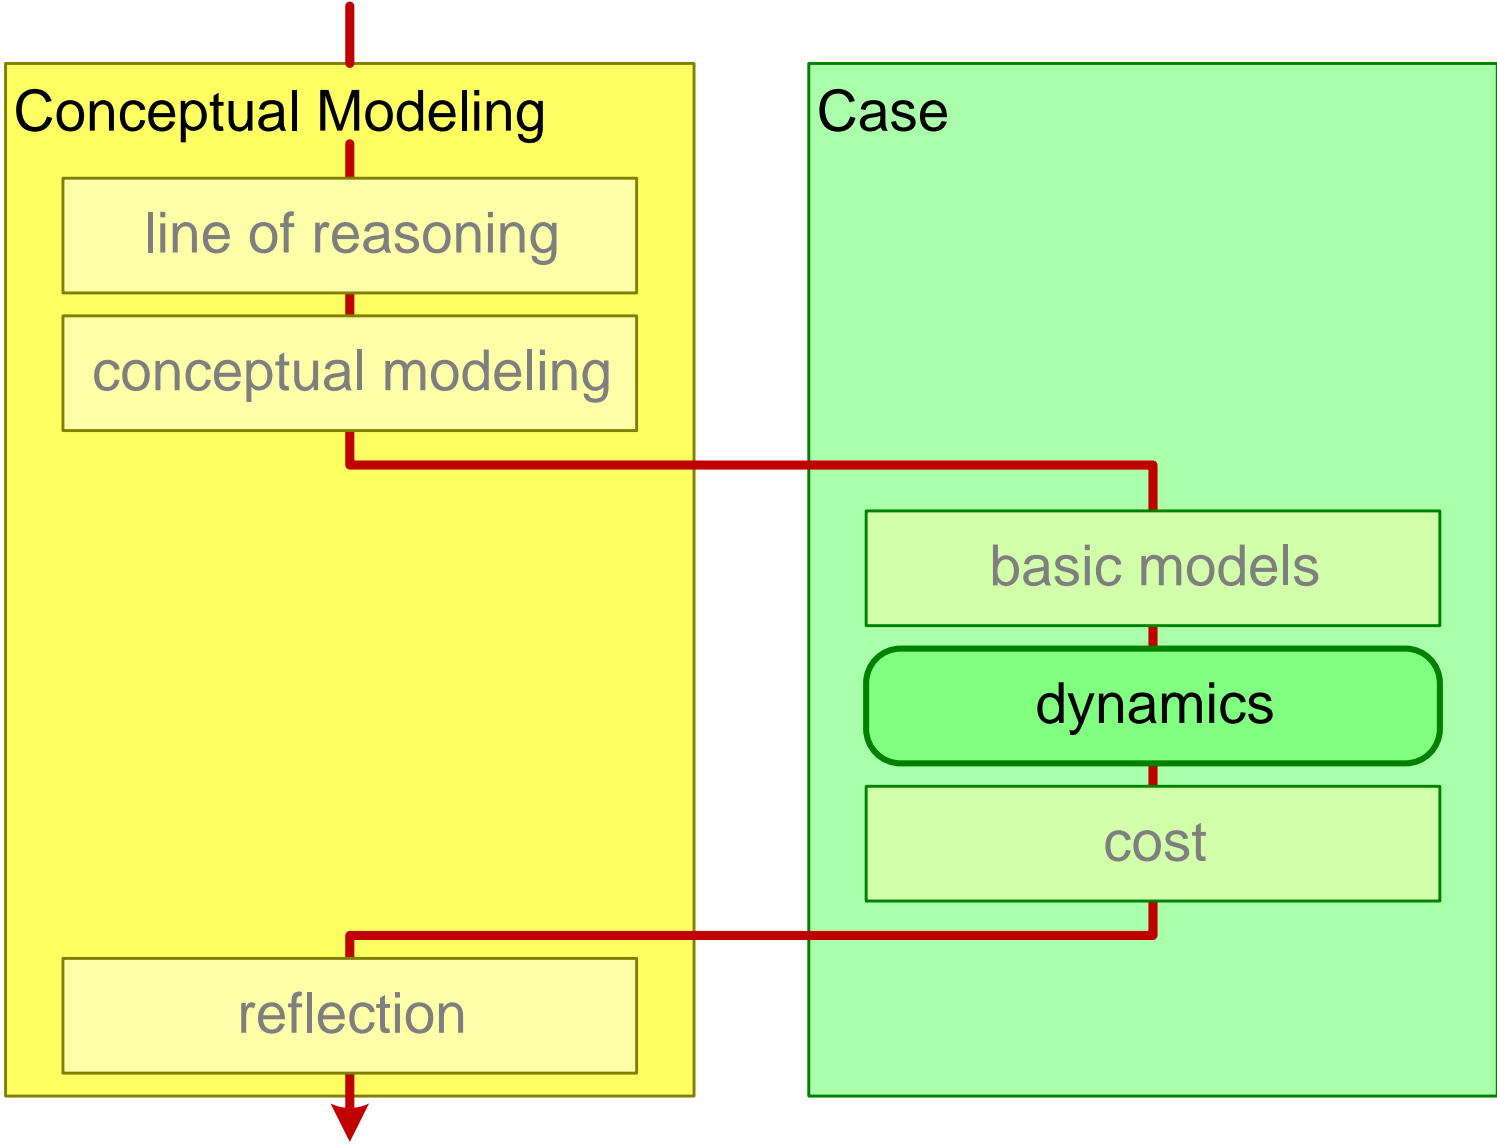 Conceptual Modeling
line of reasoning
conceptual modeling
Case
basic models
dynamics
cost
reflection